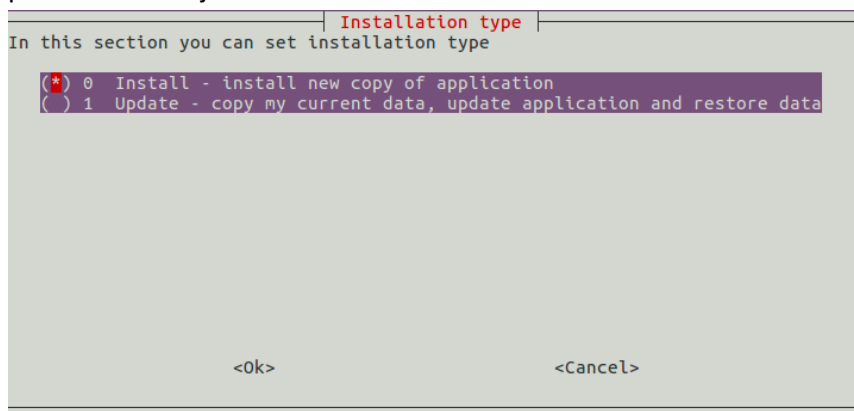 Installation type
In this section you can set installation type
(*) 0 Install - install new copy of application
( ) 1 Update - copy my current data, update application and restore data
<Ok> <Cancel>